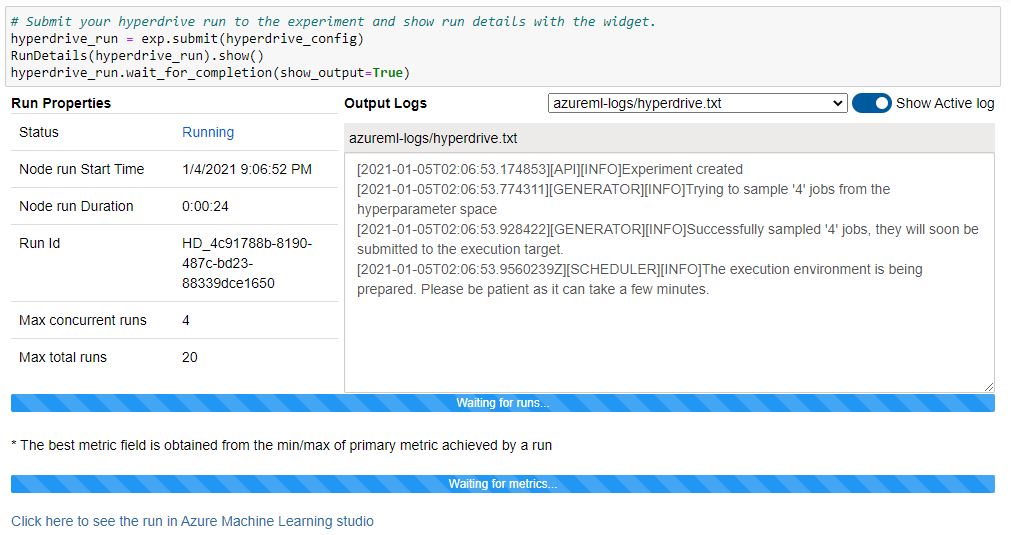 # Submit your hyperdrive run to the experiment and show run details with the widget.
hyperdrive_run = exp.submit(hyperdrive_config)
RunDetails(hyperdrive_run).show()
hyperdrive_run.wait_for_completion(show_output=True)
Run Properties
Status Running
Node run Start Time 1/4/2021 9:06:52 PM
Node run Duration 0:00:24
Run Id HD_4c91788b-8190-
487c-bd23-
88339dce1650
Max concurrent runs 4
Max total runs 20
Output Logs
azureml-logs/hyperdrive.txt
Show Active log
azureml-logs/hyperdrive.txt
[2021-01-05T02:06:53.174853][API][INFO]Experiment created
[2021-01-05T02:06:53.774311][GENERATOR][INFO]Trying to sample '4' jobs from the
hyperparameter space
[2021-01-05T02:06:53.928422][GENERATOR][INFO]Successfully sampled '4' jobs, they will soon be
submitted to the execution target.
[2021-01-05T02:06:53.9560239Z][SCHEDULER][INFO]The execution environment is being
prepared. Please be patient as it can take a few minutes.
Waiting for runs...
* The best metric field is obtained from the min/max of primary metric achieved by a run
Waiting for metrics...
Click here to see the run in Azure Machine Learning studio